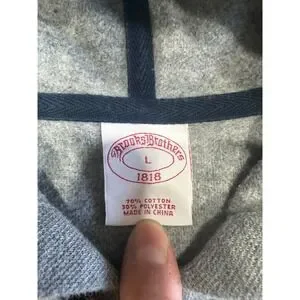 Brooks Brothers
L
1818
70% COTTON
30% POLYESTER
MADE IN CHINA